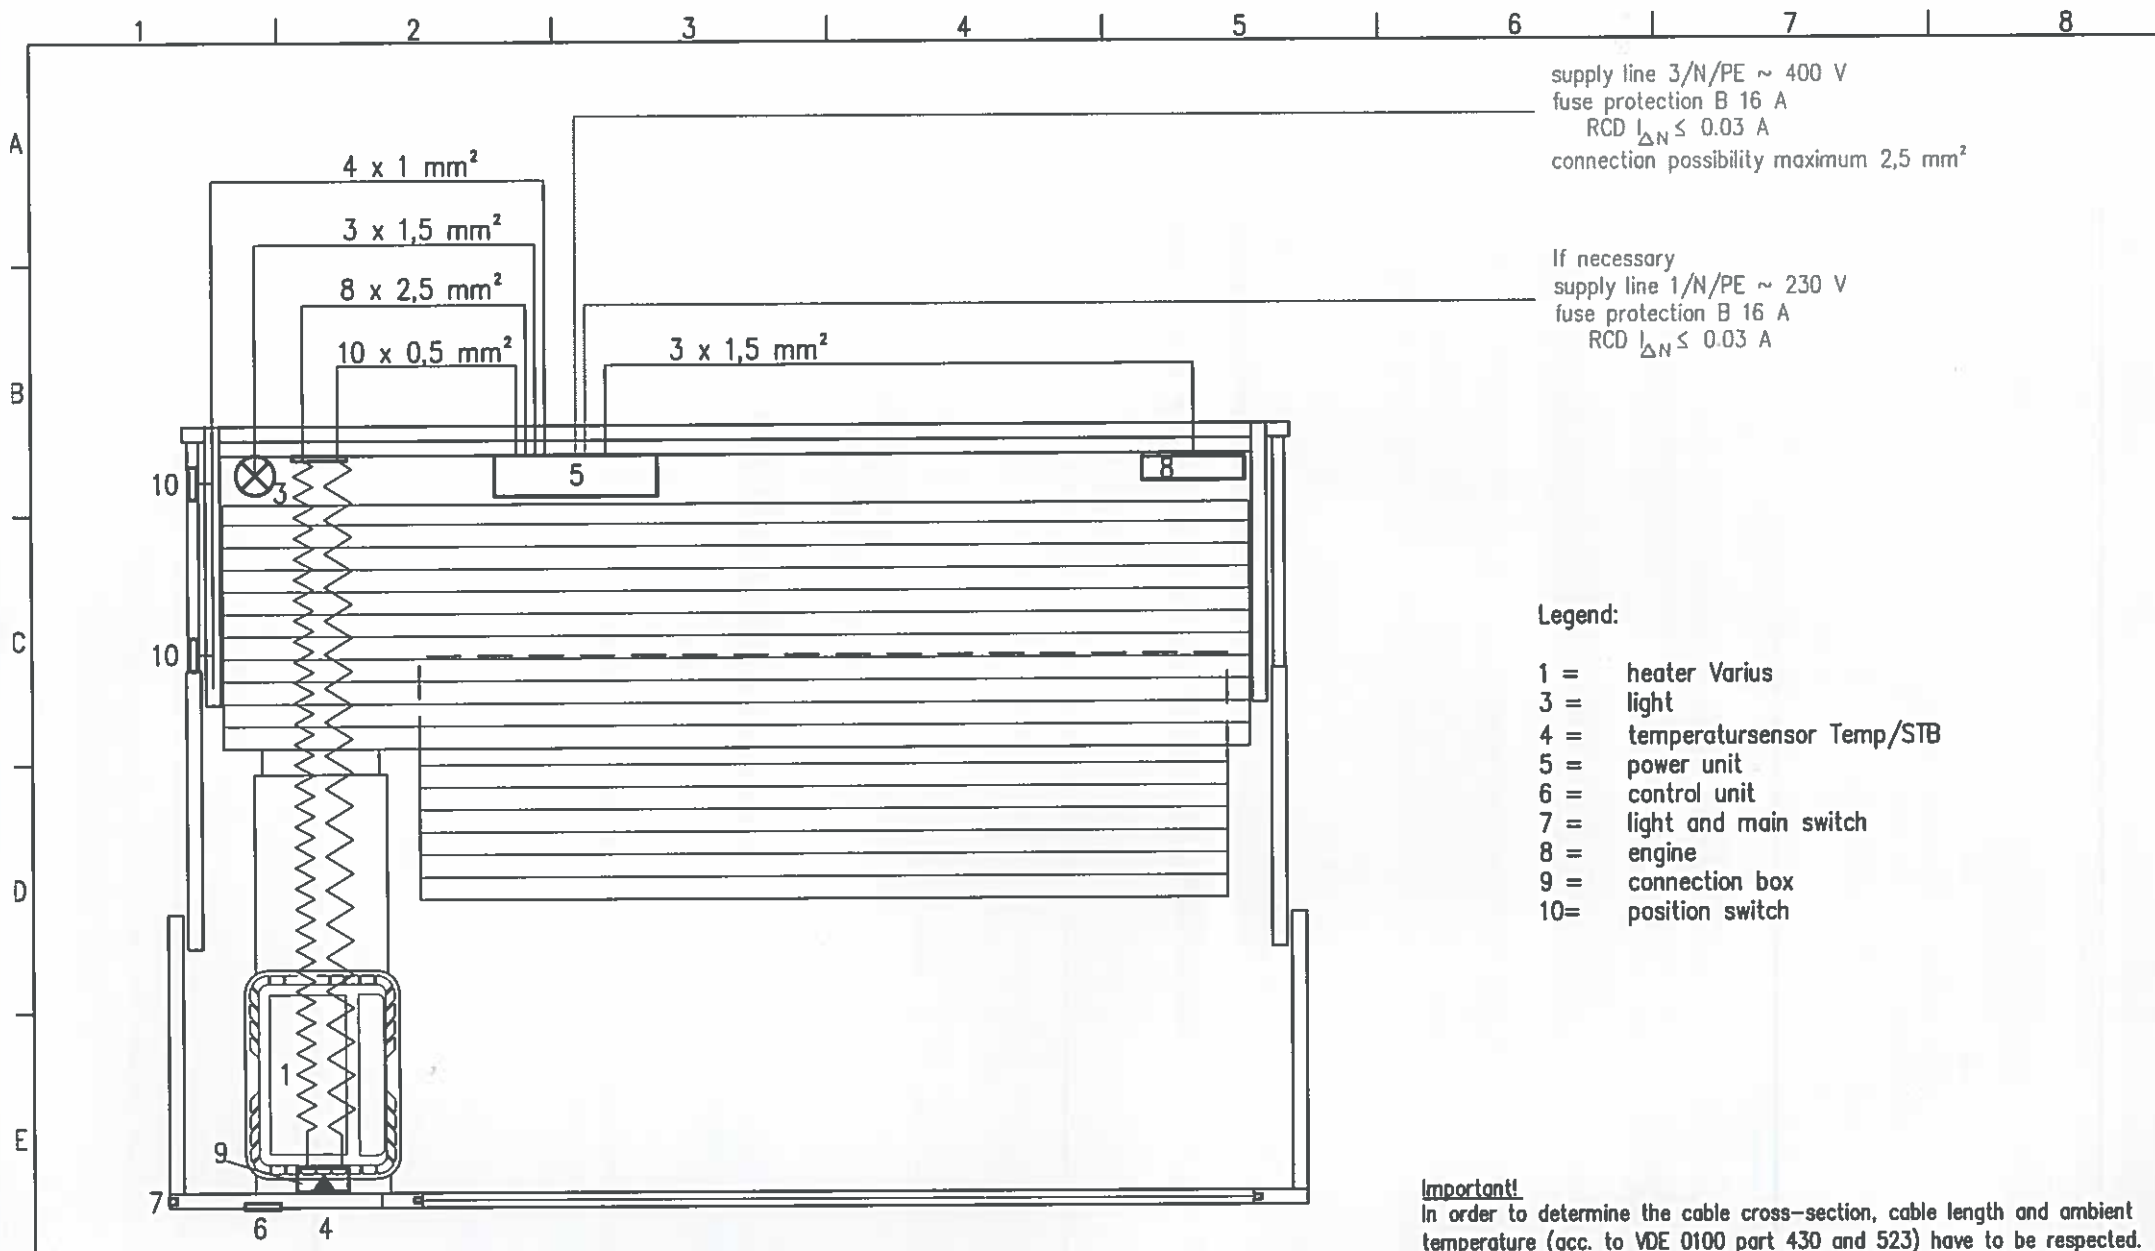 1 2 3 4 5 6 7 8
A
B
C
D
E
supply line 3/N/PE ~ 400 V
fuse protection B 16 A
RCD I∆N ≤ 0.03 A
connection possibility maximum 2,5 mm²
If necessary
supply line 1/N/PE ~ 230 V
fuse protection B 16 A
RCD I∆N ≤ 0.03 A
4 x 1 mm²
3 x 1,5 mm²
8 x 2,5 mm²
10 x 0,5 mm²
3 x 1,5 mm²
10
3
5
8
10
1
9
7
6
4
Legend:
1 = heater Varius
3 = light
4 = temperatursensor Temp/STB
5 = power unit
6 = control unit
7 = light and main switch
8 = engine
9 = connection box
10= position switch
Important!
In order to determine the cable cross-section, cable length and ambient
temperature (acc. to VDE 0100 part 430 and 523) have to be respected.